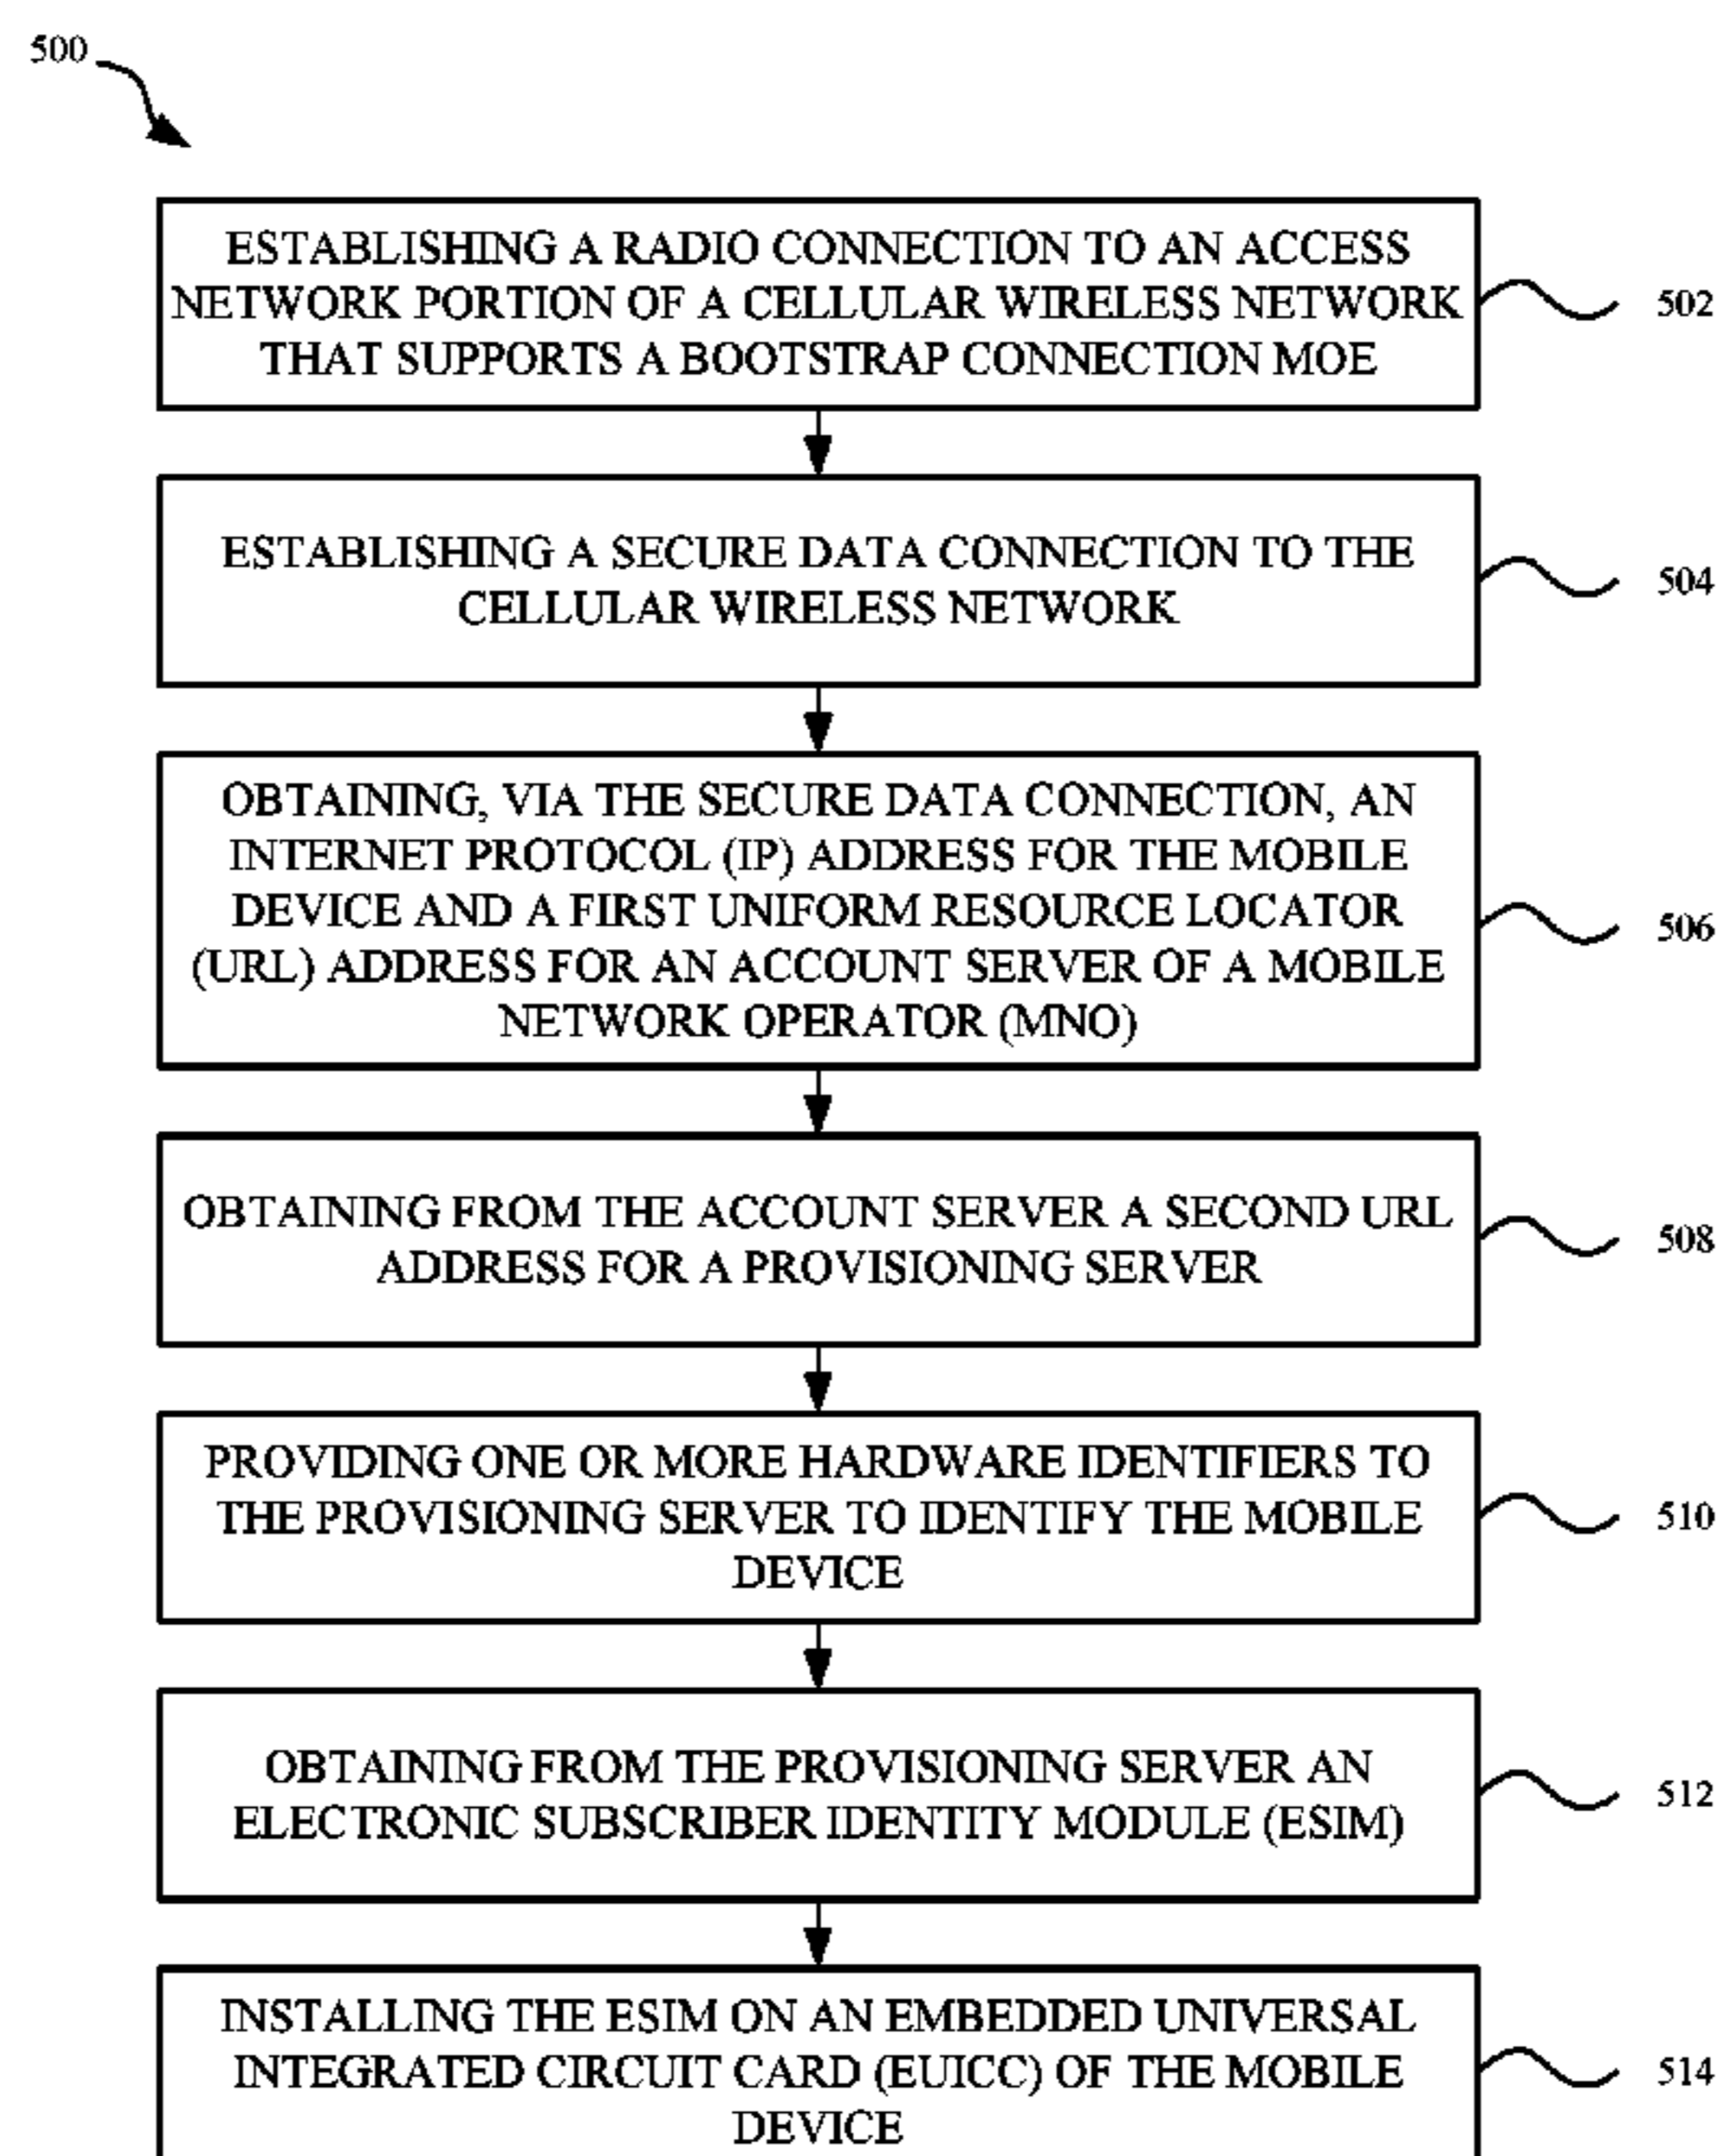 500
ESTABLISHING A RADIO CONNECTION TO AN ACCESS
NETWORK PORTION OF A CELLULAR WIRELESS NETWORK
THAT SUPPORTS A BOOTSTRAP CONNECTION MOE
502
ESTABLISHING A SECURE DATA CONNECTION TO THE
CELLULAR WIRELESS NETWORK
504
OBTAINING, VIA THE SECURE DATA CONNECTION, AN
INTERNET PROTOCOL (IP) ADDRESS FOR THE MOBILE
DEVICE AND A FIRST UNIFORM RESOURCE LOCATOR
(URL) ADDRESS FOR AN ACCOUNT SERVER OF A MOBILE
NETWORK OPERATOR (MNO)
506
OBTAINING FROM THE ACCOUNT SERVER A SECOND URL
ADDRESS FOR A PROVISIONING SERVER
508
PROVIDING ONE OR MORE HARDWARE IDENTIFIERS TO
THE PROVISIONING SERVER TO IDENTIFY THE MOBILE
DEVICE
510
OBTAINING FROM THE PROVISIONING SERVER AN
ELECTRONIC SUBSCRIBER IDENTITY MODULE (ESIM)
512
INSTALLING THE ESIM ON AN EMBEDDED UNIVERSAL
INTEGRATED CIRCUIT CARD (EUICC) OF THE MOBILE
DEVICE
514